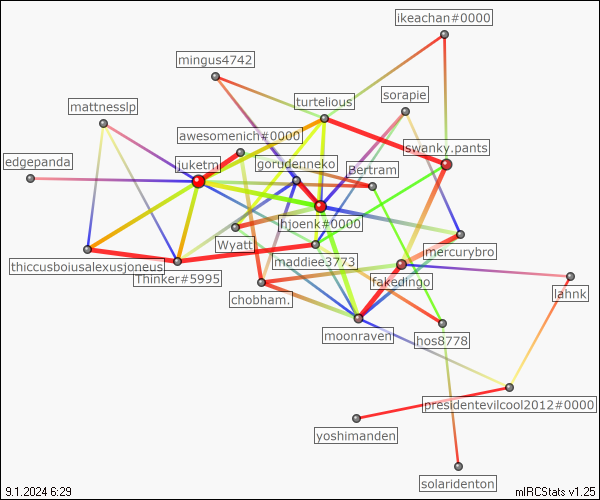 ikeachan#0000
mingus4742
sorapie
turtelious
mattnesslp
awesomenich#0000
swanky.pants
edgepanda
juketm
gorudenneko
Bertram
hjoenk#0000
Wyatt
mercurybro
maddiee3773
thiccusboiusalexusjoneus
Thinker#5995
fakedingo
chobham.
lahnk
moonraven
hos8778
presidentevilcool2012#0000
yoshimanden
solaridenton
9.1.2024 6:29
mIRCStats v1.25